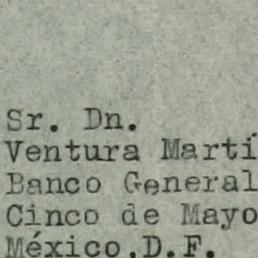 Sr. Dn.
Ventura Martí
Banco General
Cinco de Mayo
México,D.F.